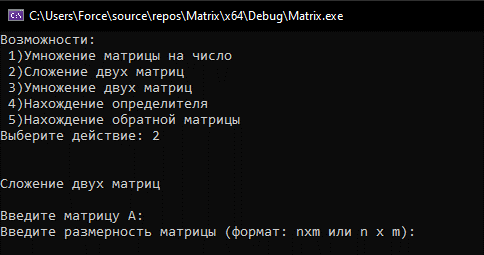 C:\Users\Force\source\repos\Matrix\x64\Debug\Matrix.exe
Возможности:
1)Умножение матрицы на число
2)Сложение двух матриц
3)Умножение двух матриц
4)Нахождение определителя
5)Нахождение обратной матрицы
Выберите действие: 2
Сложение двух матриц
Введите матрицу A:
Введите размерность матрицы (формат: nxm или n x m):